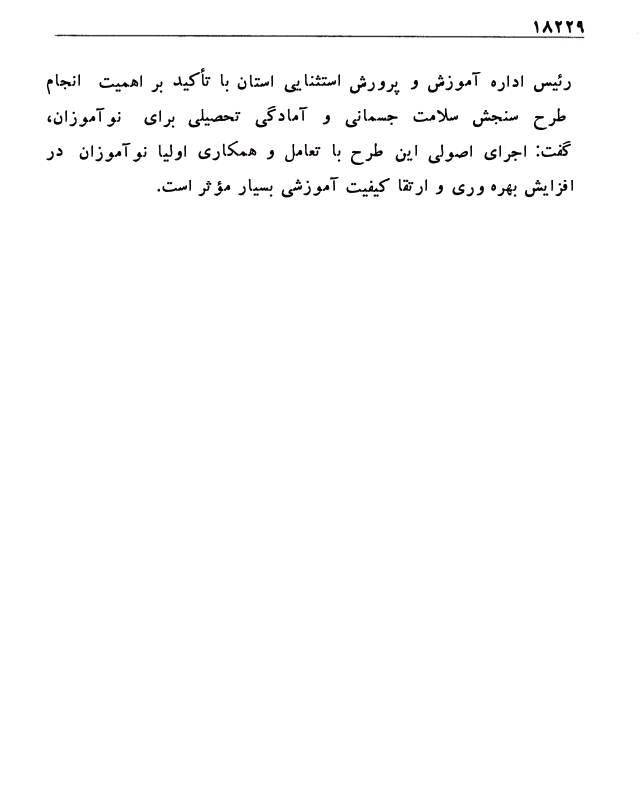 ۱۸۲۲۹
رئیس اداره آموزش و پرورش استثنایی استان با تأکید بر اهمیت انجام
طرح سنجش سلامت جسمانی و آمادگی تحصیلی برای نوآموزان،
گفت: اجرای اصولی این طرح با تعامل و همکاری اولیا نوآموزان در
افزایش بهره وری و ارتقا کیفیت آموزشی بسیار مؤثر است.